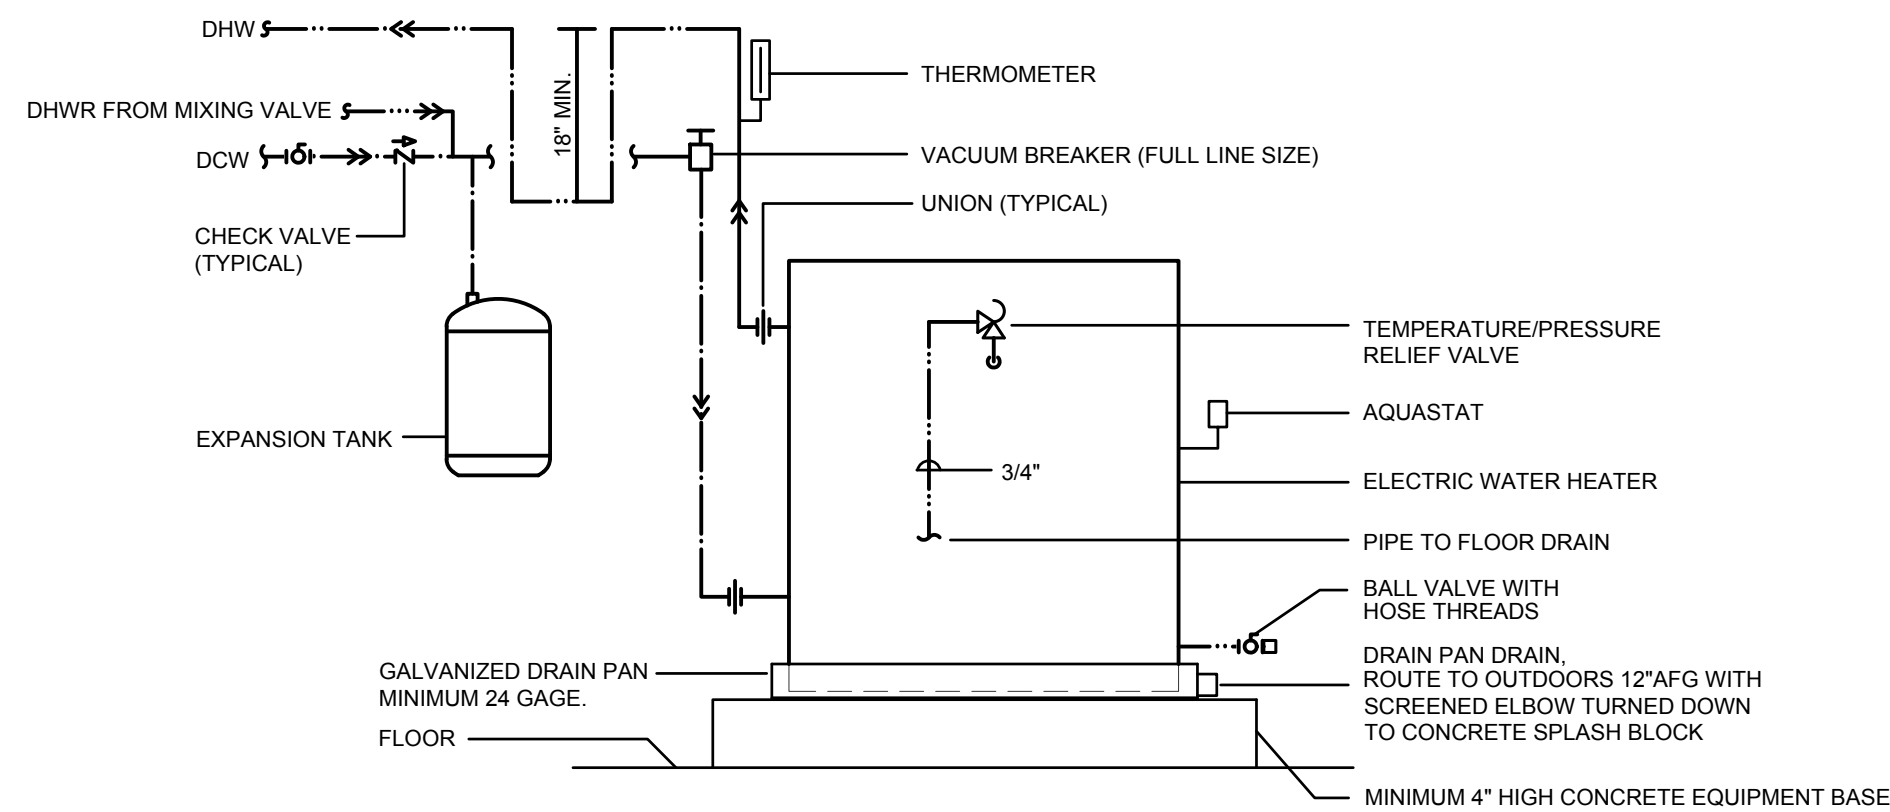 DHW
THERMOMETER
18" MIN.
DHWR FROM MIXING VALVE
DCW
VACUUM BREAKER (FULL LINE SIZE)
UNION (TYPICAL)
CHECK VALVE
(TYPICAL)
TEMPERATURE/PRESSURE
RELIEF VALVE
AQUASTAT
EXPANSION TANK
3/4"
ELECTRIC WATER HEATER
PIPE TO FLOOR DRAIN
BALL VALVE WITH
HOSE THREADS
GALVANIZED DRAIN PAN
MINIMUM 24 GAGE.
DRAIN PAN DRAIN,
ROUTE TO OUTDOORS 12"AFG WITH
SCREENED ELBOW TURNED DOWN
TO CONCRETE SPLASH BLOCK
FLOOR
MINIMUM 4" HIGH CONCRETE EQUIPMENT BASE